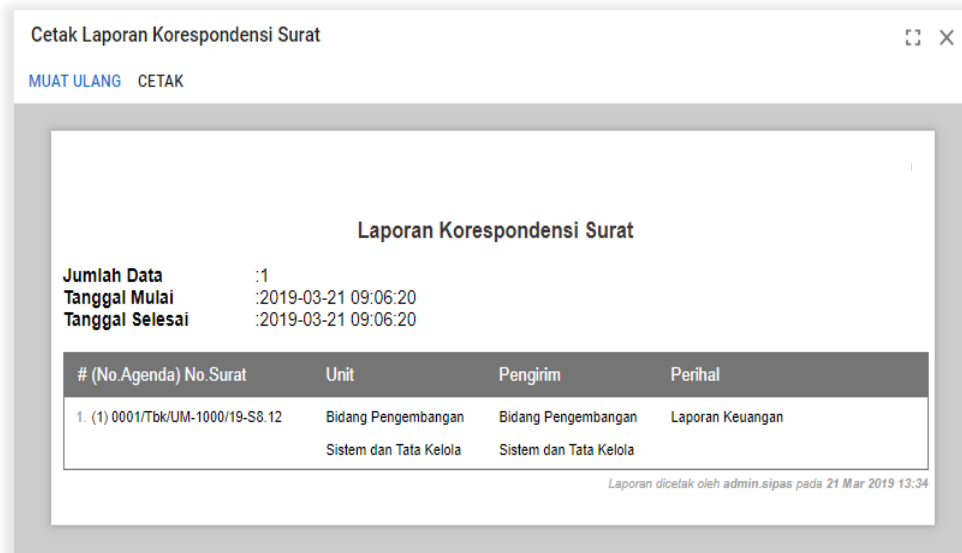 Cetak Laporan Korespondensi Surat
MUAT ULANG CETAK
Laporan Korespondensi Surat
Jumlah Data :1
Tanggal Mulai :2019-03-21 09:06:20
Tanggal Selesai :2019-03-21 09:06:20
# (No.Agenda) No.Surat Unit Pengirim Perihal
1. (1) 0001/Tbk/UM-1000/19-S8.12 Bidang Pengembangan Bidang Pengembangan Laporan Keuangan
Sistem dan Tata Kelola Sistem dan Tata Kelola
Laporan dicetak oleh admin.sipas pada 21 Mar 2019 13:34